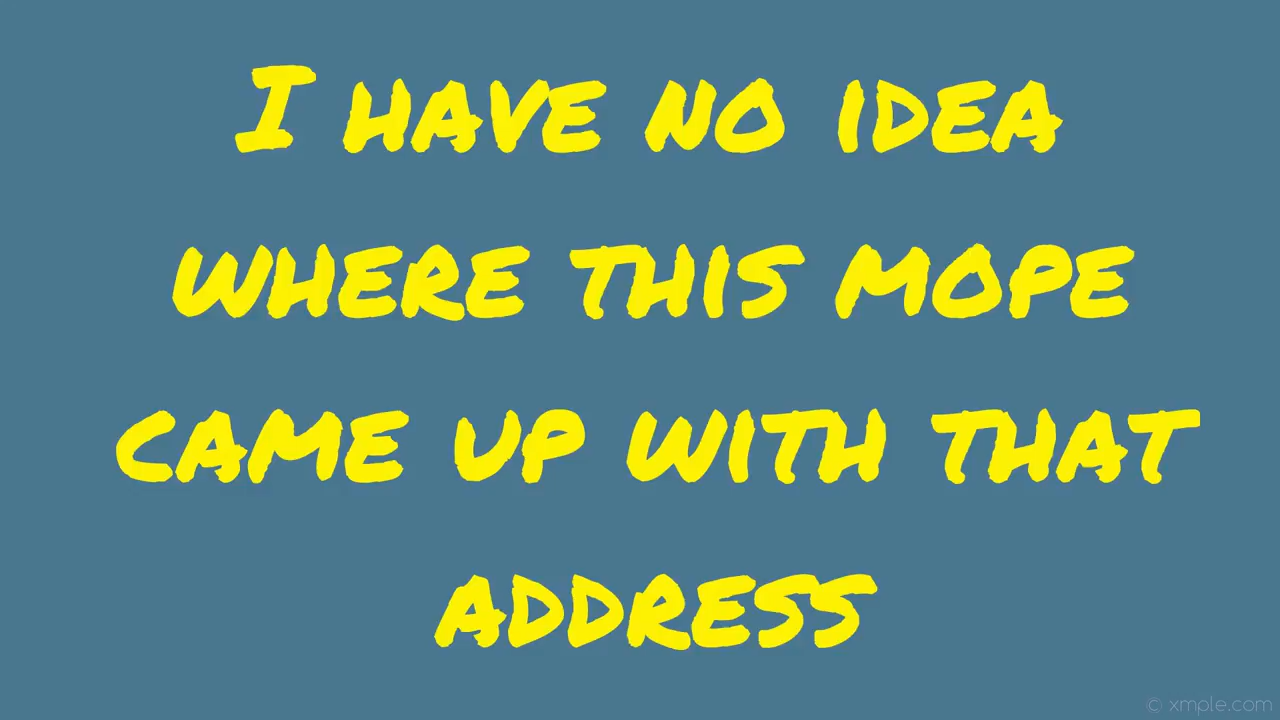 I HAVE NO IDEA
WHERE THIS MOPE
CAME UP WITH THAT
ADDRESS
© xmple.com